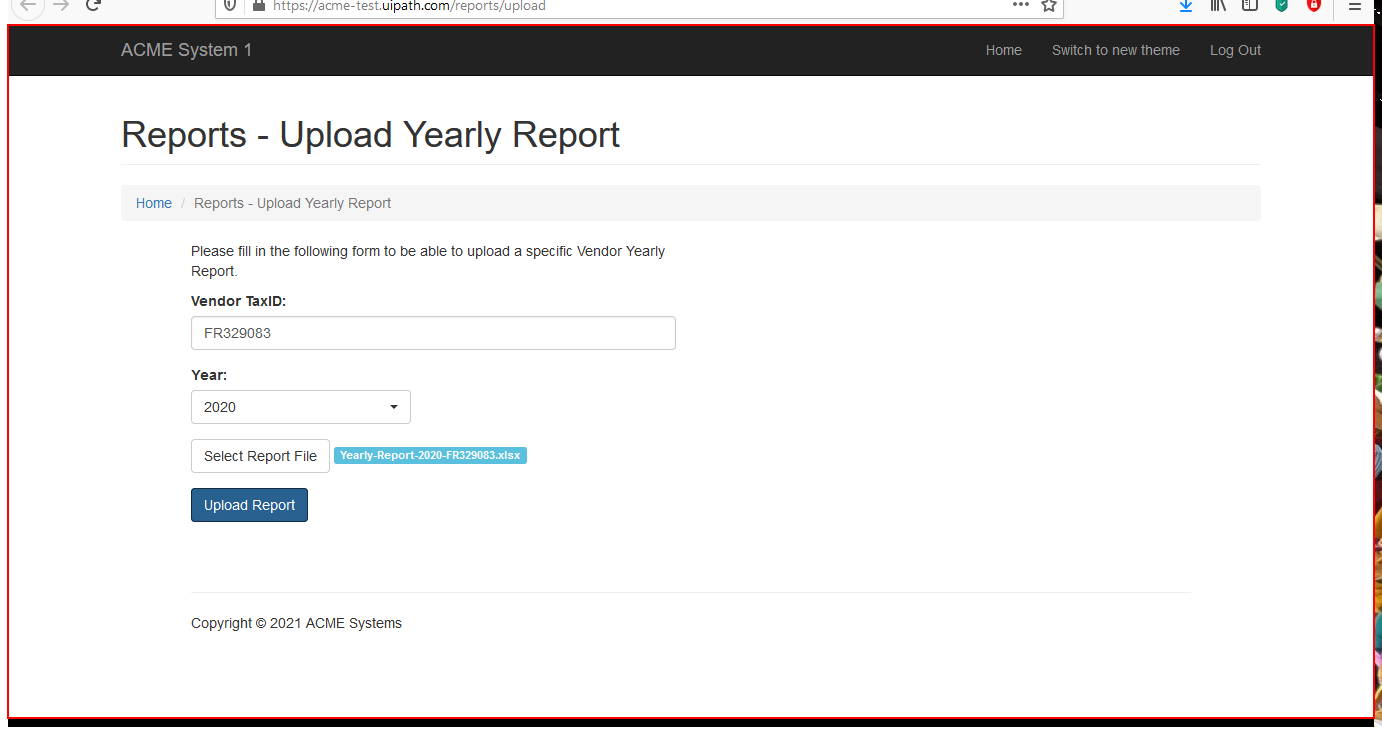 https://acme-test.uipath.com/reports/upload
ACME System 1 Home Switch to new theme Log Out
Reports - Upload Yearly Report
Home / Reports - Upload Yearly Report
Please fill in the following form to be able to upload a specific Vendor Yearly
Report.
Vendor TaxID:
FR329083
Year:
2020
Select Report File Yearly-Report-2020-FR329083.xlsx
Upload Report
Copyright © 2021 ACME Systems